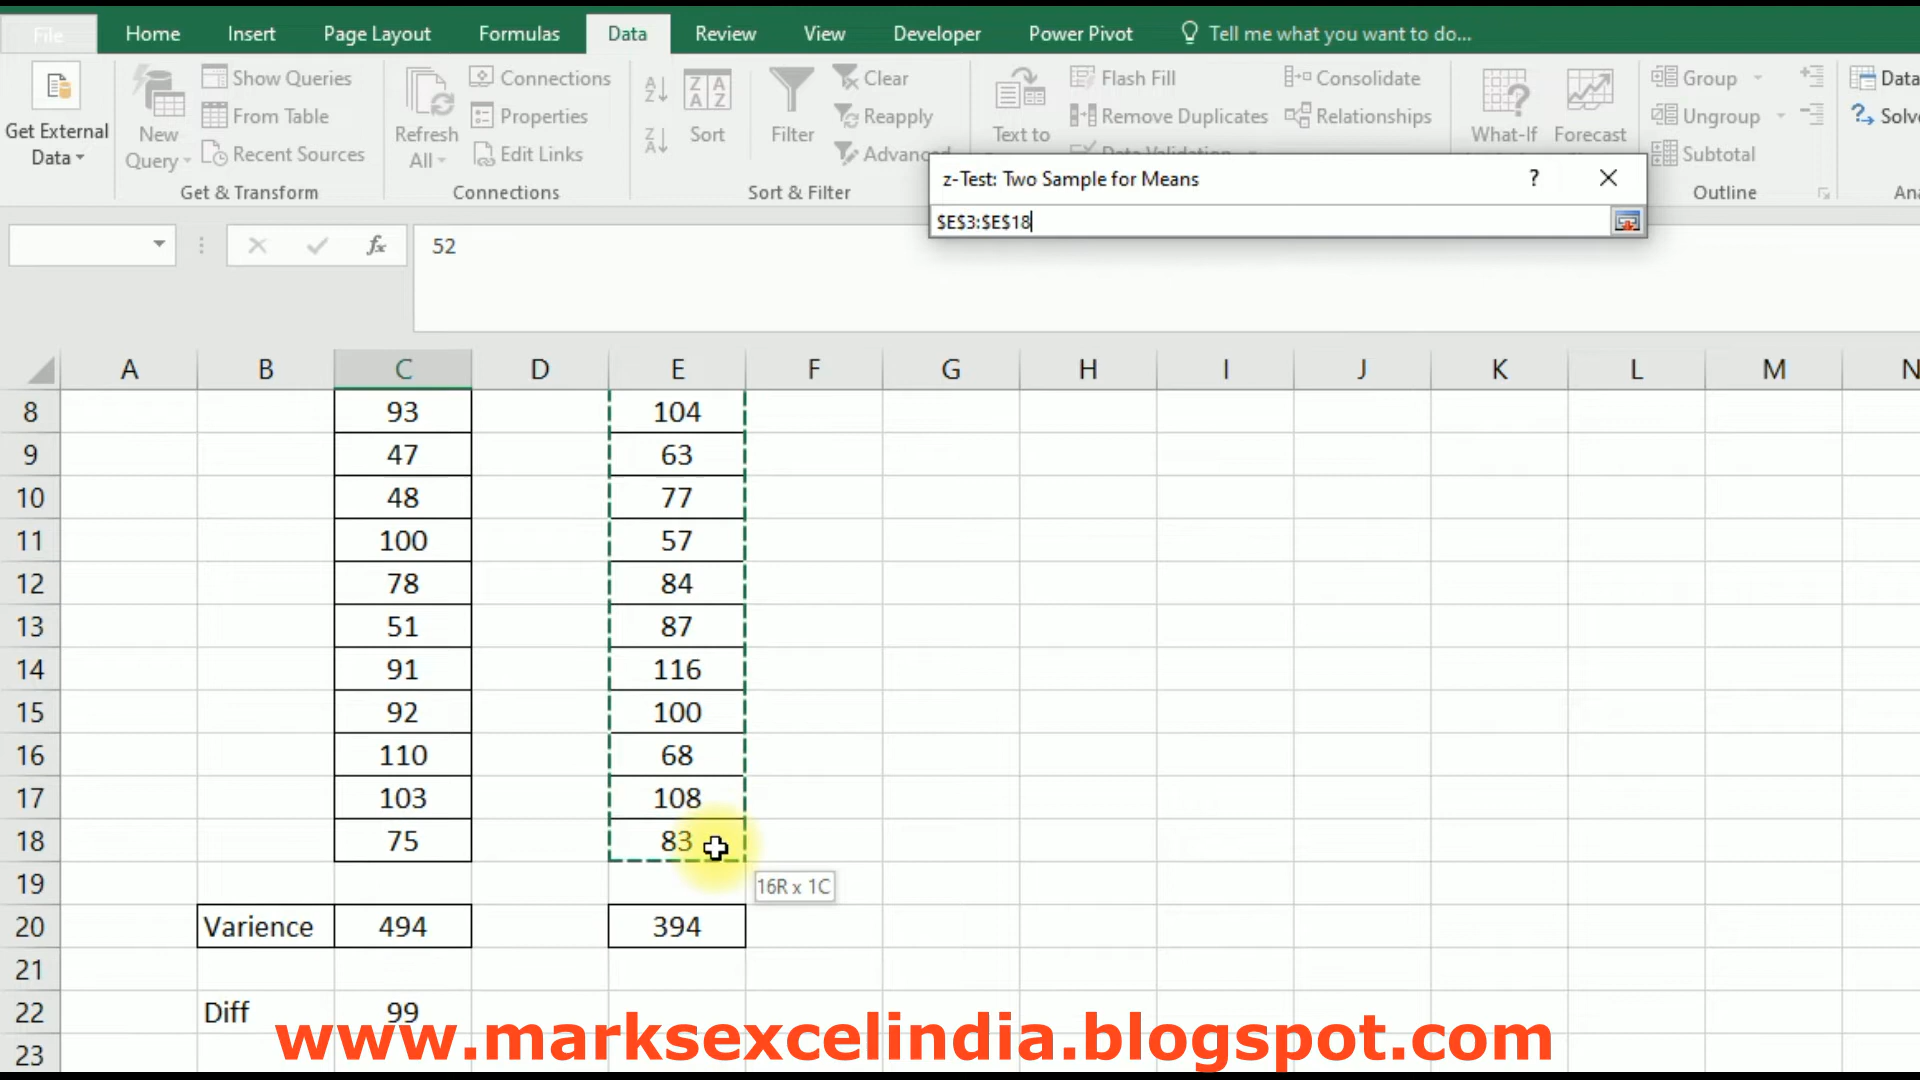 File Home Insert Page Layout Formulas Data Review View Developer Power Pivot Tell me what you want to do...
Show Queries Connections Clear Flash Fill Consolidate Group Data
From Table Properties Reapply Remove Duplicates Relationships Ungroup
Get External Data New Query Recent Sources Refresh All Edit Links Sort Filter Text to What-If Forecast Subtotal
Get & Transform Connections Sort & Filter Outline
z-Test: Two Sample for Means ? 
$E$3:$E$18
fx 52
A B C D E F G H I J K L M N
8 93 104
9 47 63
10 48 77
11 100 57
12 78 84
13 51 87
14 91 116
15 92 100
16 110 68
17 103 108
18 75 83
19 16R x 1C
20 Varience 494 394
21
22 Diff 99
www.marksexcelindia.blogspot.com
23